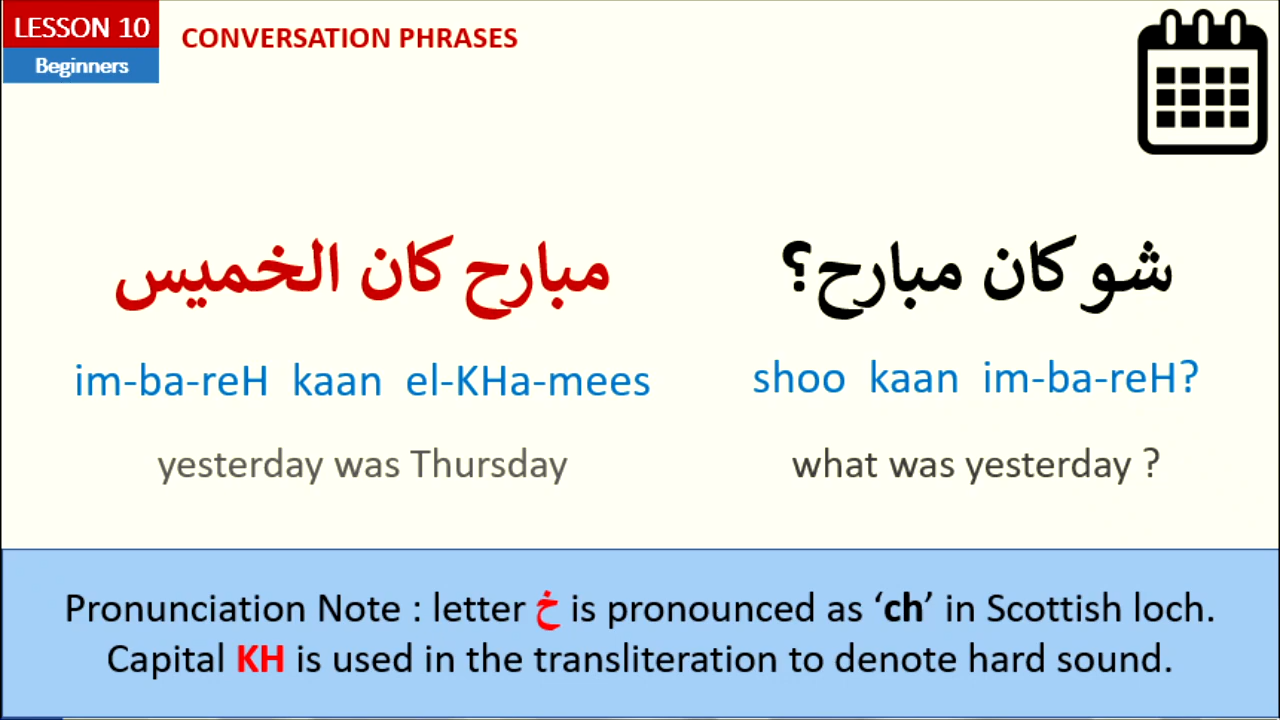 LESSON 10
Beginners
CONVERSATION PHRASES
شو كان مبارح؟
مبارح كان الخميس
shoo kaan im-ba-reH?
im-ba-reH kaan el-KHa-mees
what was yesterday ?
yesterday was Thursday
Pronunciation Note : letter خ is pronounced as ‘ch’ in Scottish loch.
Capital KH is used in the transliteration to denote hard sound.